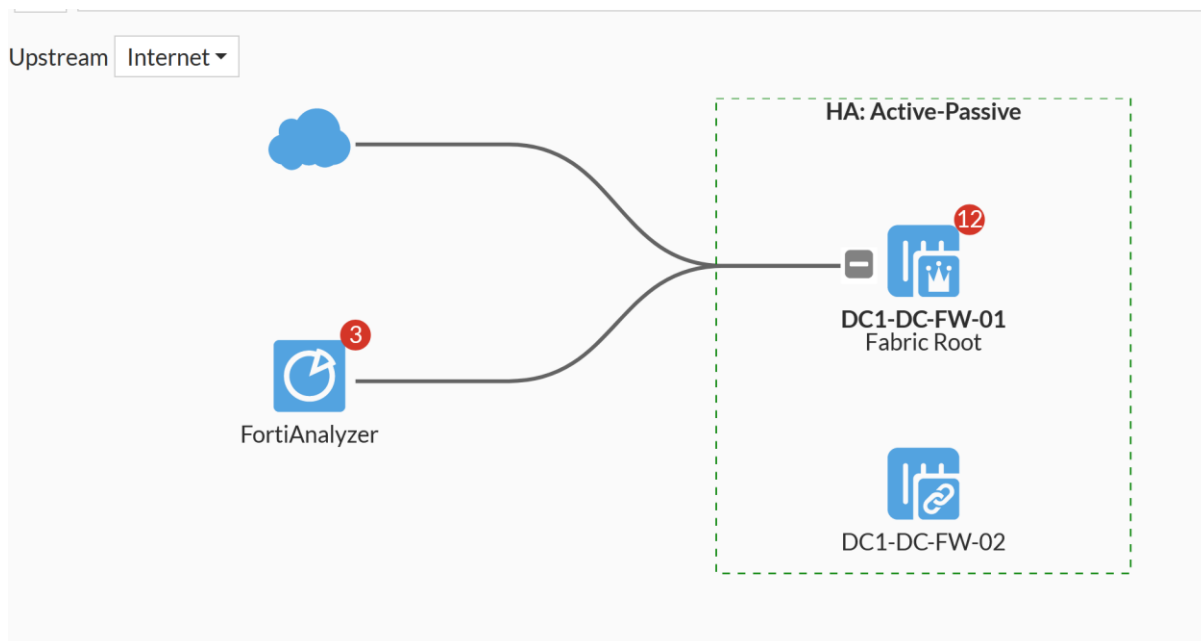 Upstream Internet
HA: Active-Passive
12
DC1-DC-FW-01
Fabric Root
3
FortiAnalyzer
DC1-DC-FW-02